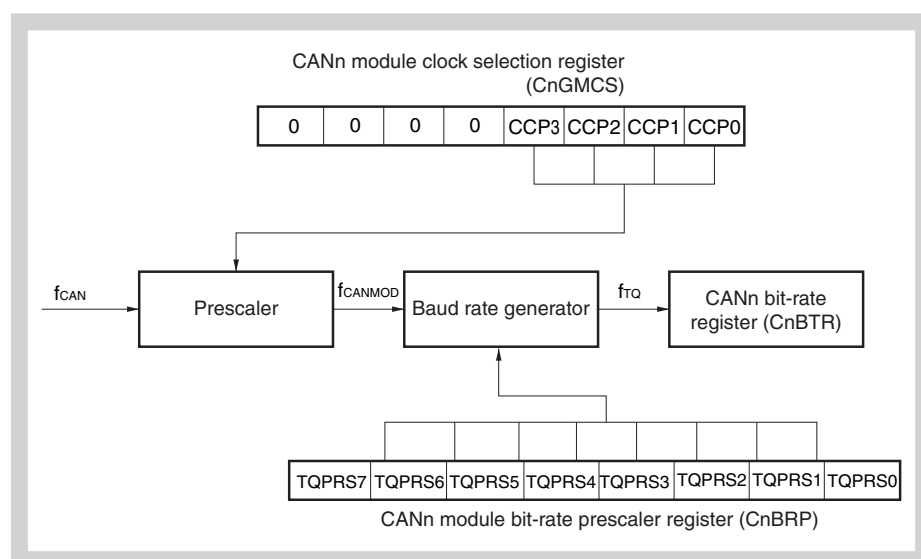 CANn module clock selection register
(CnGMCS)
0 0 0 0 CCP3 CCP2 CCP1 CCP0
fCAN
Prescaler
fCANMOD
Baud rate generator
fTQ
CANn bit-rate
register (CnBTR)
TQPRS7 TQPRS6 TQPRS5 TQPRS4 TQPRS3 TQPRS2 TQPRS1 TQPRS0
CANn module bit-rate prescaler register (CnBRP)